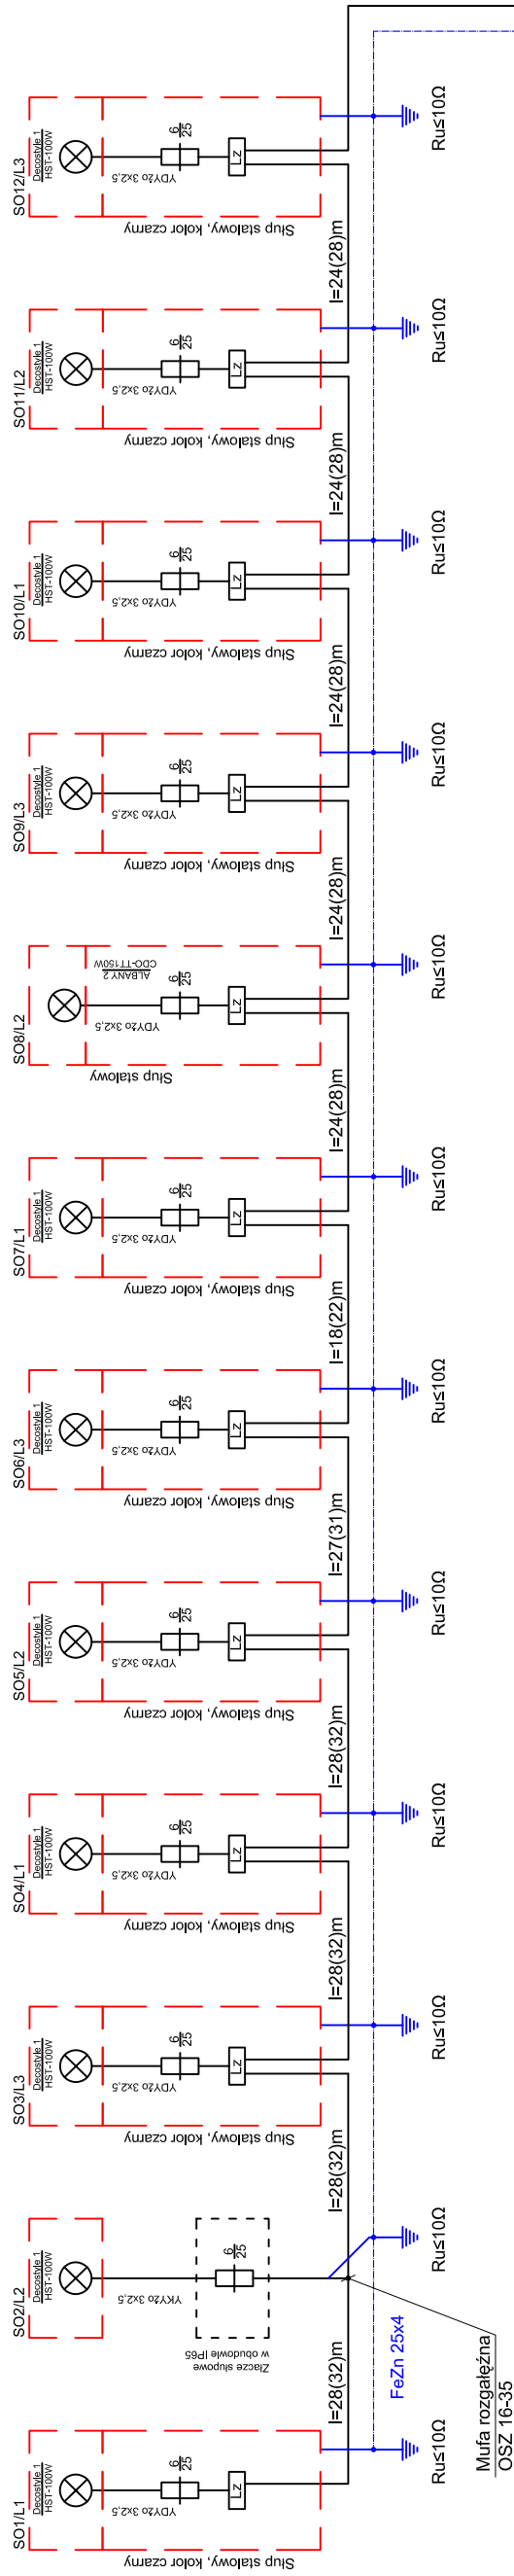 SO12/L3
Decostyle 1
HST-100W
YDYżo 3x2,5
6
25
LZ
Słup stalowy, kolor czarny
Ru≤10Ω
l=24(28)m
SO11/L2
Decostyle 1
HST-100W
YDYżo 3x2,5
6
25
LZ
Słup stalowy, kolor czarny
Ru≤10Ω
l=24(28)m
SO10/L1
Decostyle 1
HST-100W
YDYżo 3x2,5
6
25
LZ
Słup stalowy, kolor czarny
Ru≤10Ω
l=24(28)m
SO9/L3
Decostyle 1
HST-100W
YDYżo 3x2,5
6
25
LZ
Słup stalowy, kolor czarny
Ru≤10Ω
l=24(28)m
SO8/L2
ALBANY 2
CDO-TT150W
YDYżo 3x2,5
6
25
LZ
Słup stalowy
Ru≤10Ω
l=24(28)m
SO7/L1
Decostyle 1
HST-100W
YDYżo 3x2,5
6
25
LZ
Słup stalowy, kolor czarny
Ru≤10Ω
l=18(22)m
SO6/L3
Decostyle 1
HST-100W
YDYżo 3x2,5
6
25
LZ
Słup stalowy, kolor czarny
Ru≤10Ω
l=27(31)m
SO5/L2
Decostyle 1
HST-100W
YDYżo 3x2,5
6
25
LZ
Słup stalowy, kolor czarny
Ru≤10Ω
l=28(32)m
SO4/L1
Decostyle 1
HST-100W
YDYżo 3x2,5
6
25
LZ
Słup stalowy, kolor czarny
Ru≤10Ω
l=28(32)m
SO3/L3
Decostyle 1
HST-100W
YDYżo 3x2,5
6
25
LZ
Słup stalowy, kolor czarny
Ru≤10Ω
l=28(32)m
SO2/L2
Decostyle 1
HST-100W
YKYżo 3x2,5
6
25
Złacze słupowe
w obudowie IP65
Ru≤10Ω
l=28(32)m
FeZn 25x4
Mufa rozgałęźna
OSZ 16-35
SO1/L1
Decostyle 1
HST-100W
YDYżo 3x2,5
6
25
LZ
Słup stalowy, kolor czarny
Ru≤10Ω